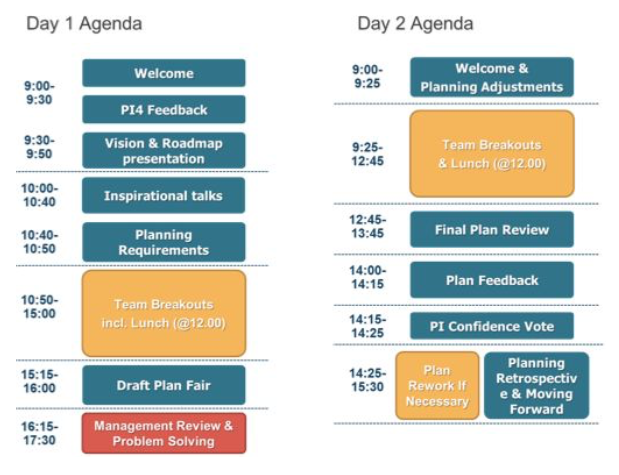 Day 1 Agenda
9:00-
9:30
Welcome
PI4 Feedback
9:30-
9:50
Vision & Roadmap
presentation
10:00-
10:40
Inspirational talks
10:40-
10:50
Planning
Requirements
10:50-
15:00
Team Breakouts
incl. Lunch (@12.00)
15:15-
16:00
Draft Plan Fair
16:15-
17:30
Management Review &
Problem Solving
Day 2 Agenda
9:00-
9:25
Welcome &
Planning Adjustments
9:25-
12:45
Team Breakouts
& Lunch (@12.00)
12:45-
13:45
Final Plan Review
14:00-
14:15
Plan Feedback
14:15-
14:25
PI Confidence Vote
14:25-
15:30
Plan
Rework If
Necessary
Planning
Retrospectiv
e & Moving
Forward